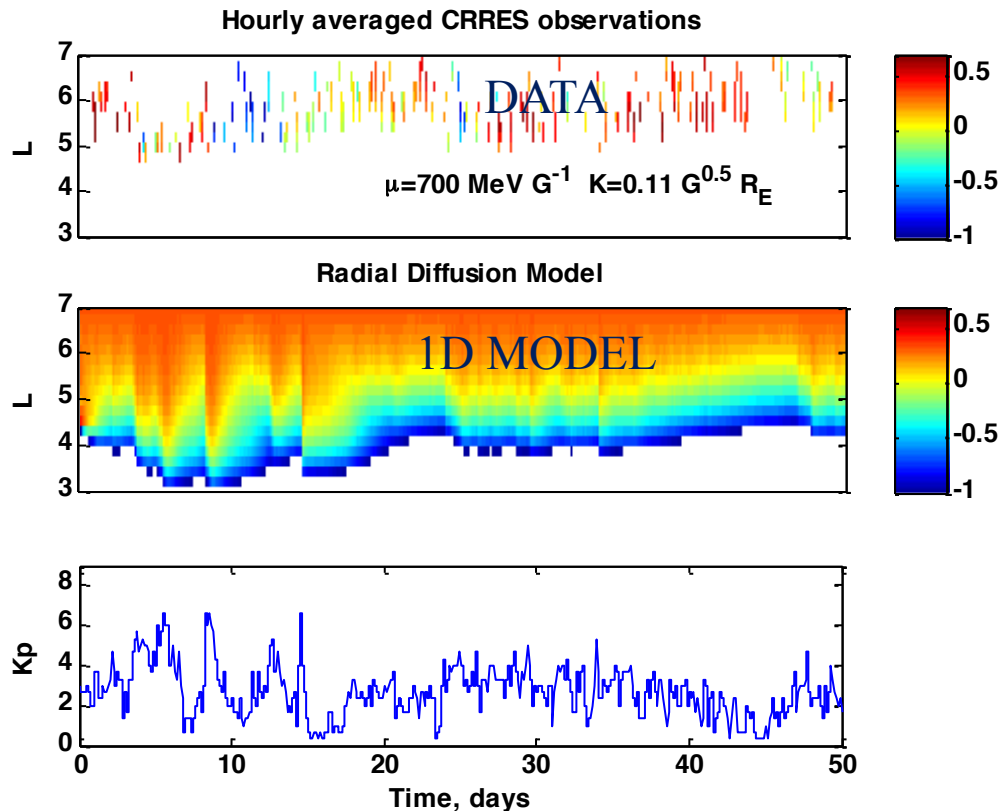 Hourly averaged CRRES observations
7
6
5
4
3
L
DATA
μ=700 MeV G^-1 K=0.11 G^0.5 R_E
0.5
0
-0.5
-1
Radial Diffusion Model
7
6
5
4
3
L
1D MODEL
0.5
0
-0.5
-1
8
6
4
2
0
Kp
0 10 20 30 40 50
Time, days